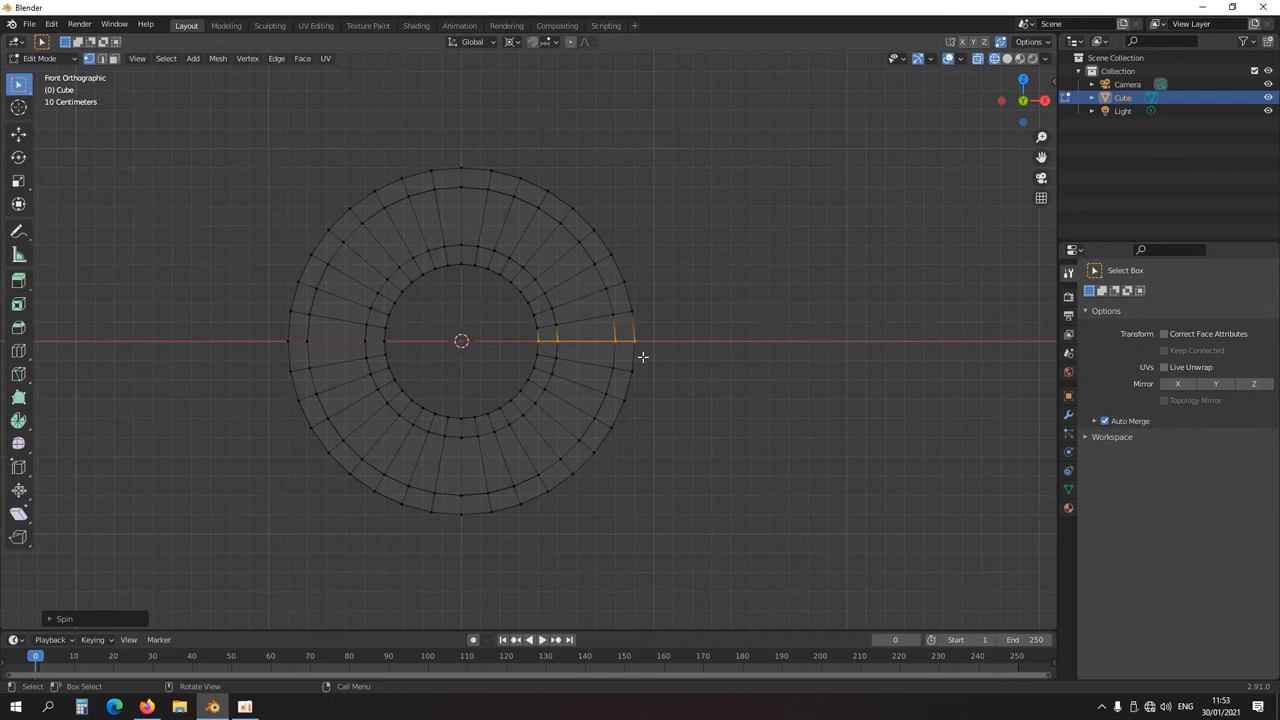 Blender
File Edit Render Window Help Layout Modeling Sculpting UV Editing Texture Paint Shading Animation Compositing Rendering Scripting + Scene View Layer
Global X Y Z Options
Edit Mode View Select Add Mesh Vertex Edge Face UV
Front Orthographic
(0) Cube
10 Centimeters
Z
Y
X
Scene Collection
Collection
Camera
Cube
Light
Select Box
Options
Transform Correct Face Attributes
Keep Connected
UVs Live Unwrap
Mirror X Y Z
Topology Mirror
Auto Merge
Workspace
Spin
Playback Keying View Marker 0 Start 1 End 250
0 10 20 30 40 50 60 70 80 90 100 110 120 130 140 150 160 170 180 190 200 210 220 230 240 250
Select Box Select Rotate View Call Menu 2.91.0
ENG 11:53
30/01/2021